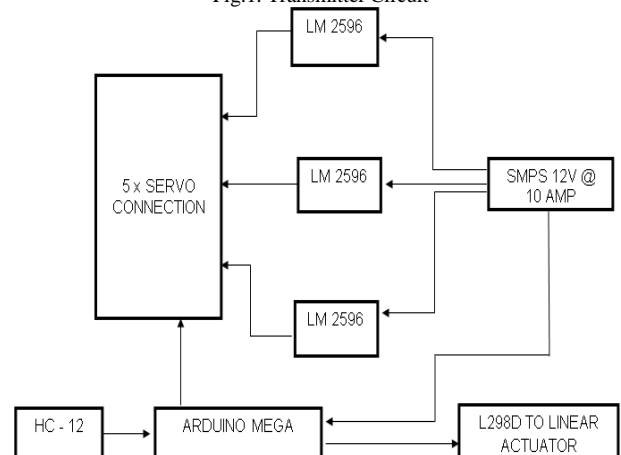 Fig.1. Transmitter Circuit
LM 2596
5 x SERVO
CONNECTION
LM 2596
SMPS 12V @
10 AMP
LM 2596
HC - 12
ARDUINO MEGA
L298D TO LINEAR
ACTUATOR